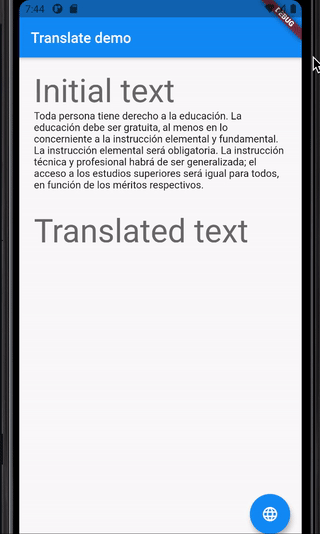 7:44
DEBUG
Translate demo
Initial text
Toda persona tiene derecho a la educación. La
educación debe ser gratuita, al menos en lo
concerniente a la instrucción elemental y fundamental.
La instrucción elemental será obligatoria. La instrucción
técnica y profesional habrá de ser generalizada; el
acceso a los estudios superiores será igual para todos,
en función de los méritos respectivos.
Translated text